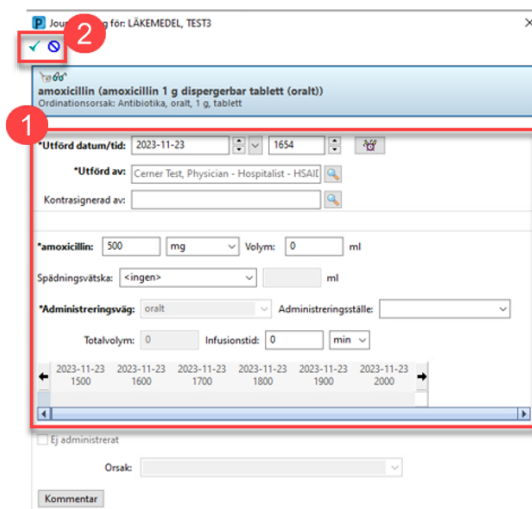 P Jou g för: LÄKEMEDEL, TEST3
2
amoxicillin (amoxicillin 1 g dispergerbar tablett (oralt))
Ordinationsorsak: Antibiotika, oralt, 1 g, tablett
1
*Utförd datum/tid: 2023-11-23 1654
*Utförd av: Cerner Test, Physician - Hospitalist - HSAID
Kontrasignerad av:
*amoxicillin: 500 mg Volym: 0 ml
Spädningsvätska: <ingen> ml
*Administreringsväg: oralt Administreringsställe:
Totalvolym: 0 Infusionstid: 0 min
2023-11-23 2023-11-23 2023-11-23 2023-11-23 2023-11-23 2023-11-23
1500 1600 1700 1800 1900 2000
Ej administrerat
Orsak:
Kommentar